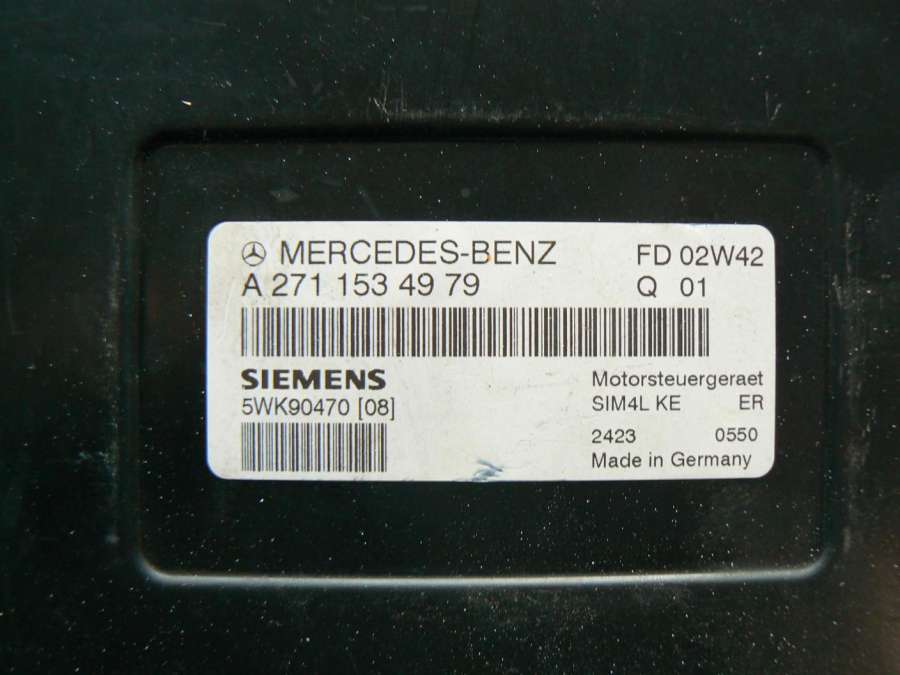 MERCEDES-BENZ FD 02W42
A 271 153 49 79 Q 01
SIEMENS Motorsteuergeraet
5WK90470 [08] SIM4L KE ER
2423 0550
Made in Germany